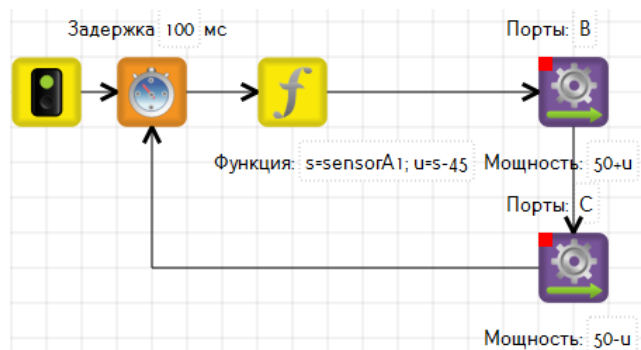 Задержка 100 мс
Порты: B
f
Функция: s=sensorA1; u=s-45
Мощность: 50+u
Порты: C
Мощность: 50-u